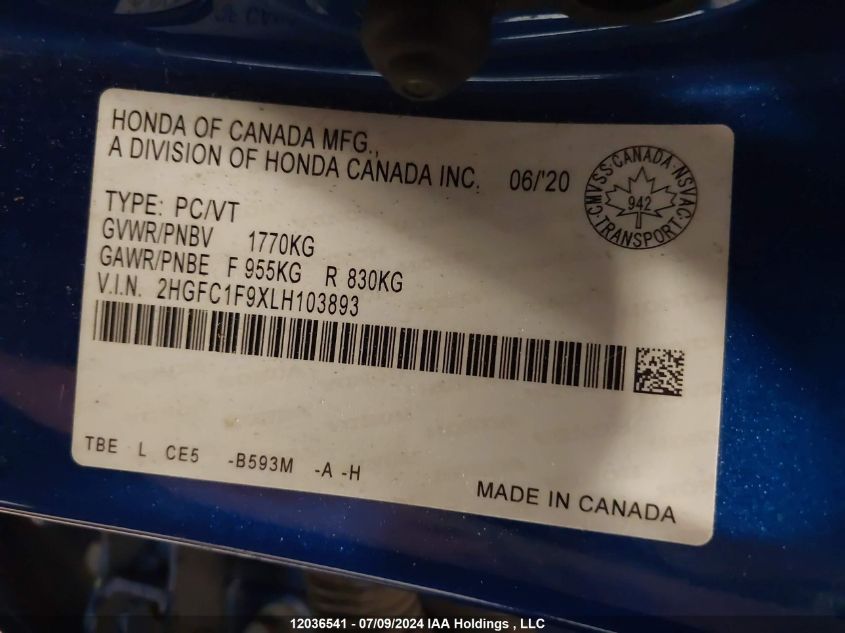 HONDA OF CANADA MFG.,
A DIVISION OF HONDA CANADA INC. 06/'20
CMVSS·CANADA·NSVAC·TRANSPORT
942
TYPE: PC/VT
GVWR/PNBV 1770KG
GAWR/PNBE F 955KG R 830KG
V.I.N. 2HGFC1F9XLH103893
TBE L CE5 -B593M -A -H
MADE IN CANADA
12036541 - 07/09/2024 IAA Holdings , LLC